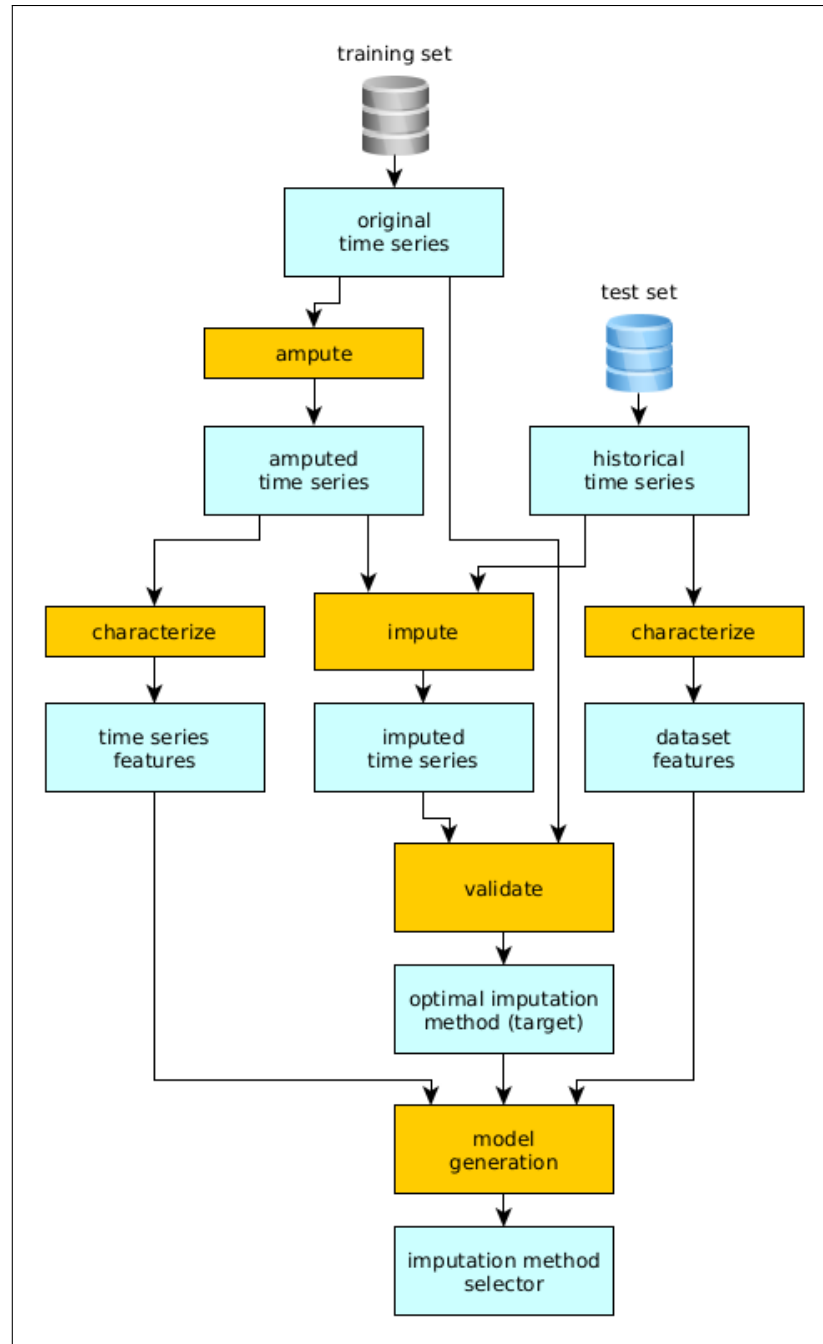 training set
original
time series
test set
ampute
amputed
time series
historical
time series
characterize
impute
characterize
time series
features
imputed
time series
dataset
features
validate
optimal imputation
method (target)
model
generation
imputation method
selector